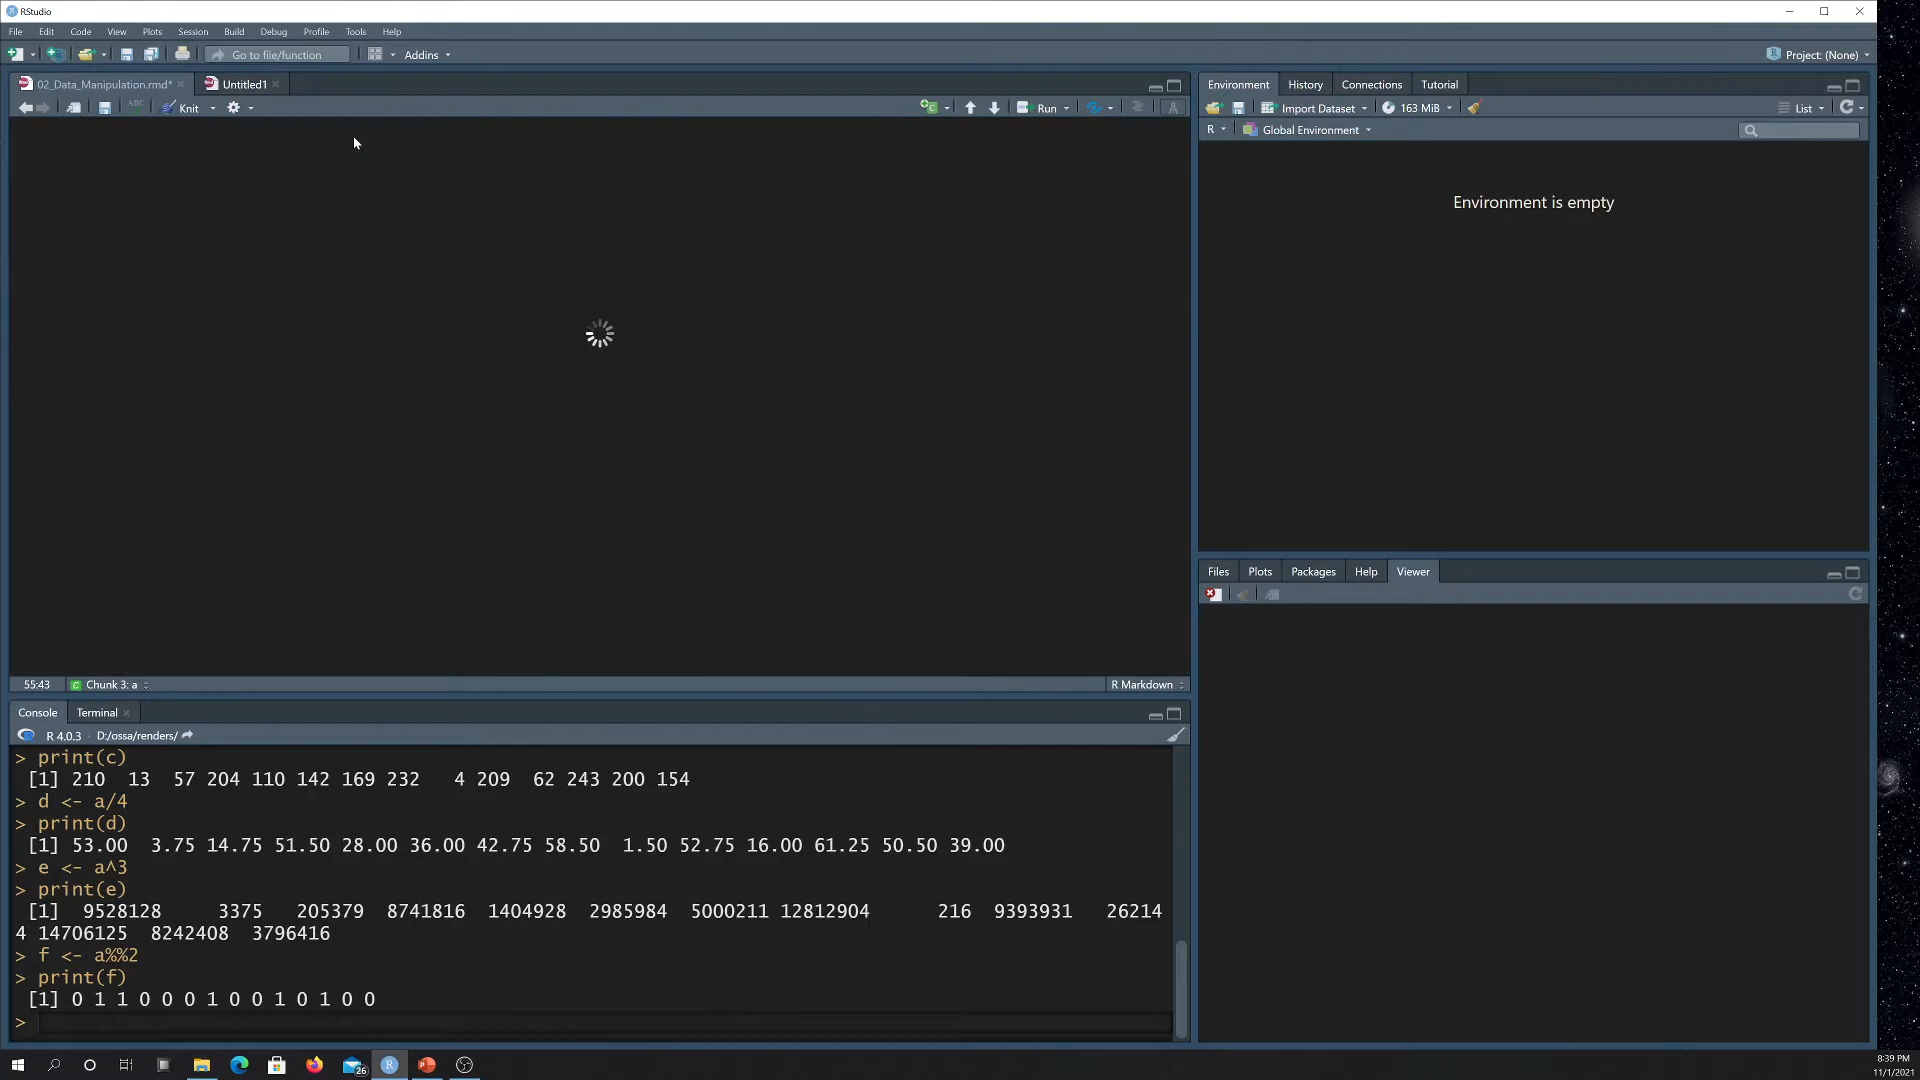 RStudio
File Edit Code View Plots Session Build Debug Profile Tools Help
Go to file/function Addins Project: (None)
02_Data_Manipulation.rmd* Untitled1
Environment History Connections Tutorial
ABC Knit Run A
Import Dataset 163 MiB List
R Global Environment
Environment is empty
Files Plots Packages Help Viewer
55:43 C Chunk 3: a R Markdown
Console Terminal
R 4.0.3 · D:/ossa/renders/
> print(c)
[1] 210 13 57 204 110 142 169 232 4 209 62 243 200 154
> d <- a/4
> print(d)
[1] 53.00 3.75 14.75 51.50 28.00 36.00 42.75 58.50 1.50 52.75 16.00 61.25 50.50 39.00
> e <- a^3
> print(e)
[1] 9528128 3375 205379 8741816 1404928 2985984 5000211 12812904 216 9393931 26214
4 14706125 8242408 3796416
> f <- a%%2
> print(f)
[1] 0 1 1 0 0 0 1 0 0 1 0 1 0 0
>
26
R
8:39 PM
11/1/2021